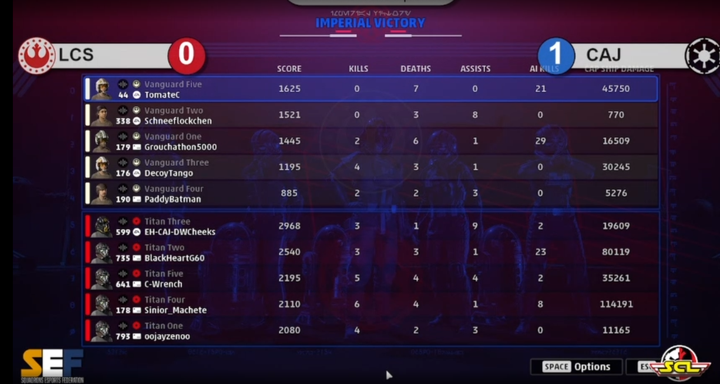 IMPERIAL VICTORY
LCS 0 1 CAJ
SCORE KILLS DEATHS ASSISTS AI KILLS CAP SHIP DAMAGE
Vanguard Five
44 TomateC 1625 0 7 0 21 45750
Vanguard Two
338 Schneeflockchen 1521 0 3 8 0 770
Vanguard One
179 Grouchathon5000 1445 2 6 1 29 16509
Vanguard Three
176 DecoyTango 1195 4 3 1 0 30245
Vanguard Four
190 PaddyBatman 885 2 2 3 0 5276
Titan Three
599 EH-CAJ-DWCheeks 2968 3 1 9 2 19609
Titan Two
735 BlackHeartG60 2540 3 3 1 23 80119
Titan Five
641 C-Wrench 2195 5 4 4 2 35261
Titan Four
178 Sinior_Machete 2110 6 4 1 8 114191
Titan One
793 oojayzenoo 2080 4 2 3 0 11165
SEF
SQUADRONS ESPORTS FEDERATION
SPACE Options ESC
SCL